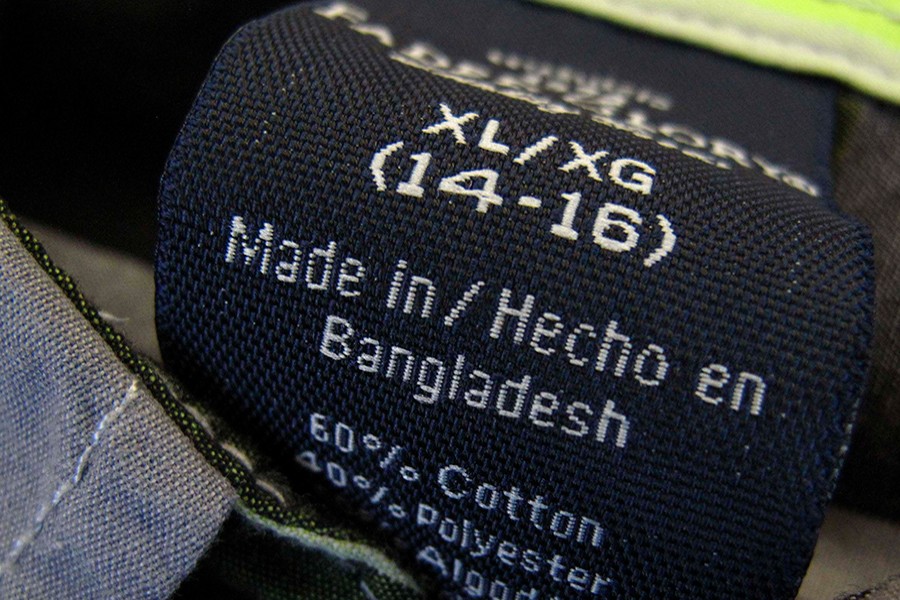 XL/XG
(14-16)
Made in/Hecho en
Bangladesh
60% Cotton
40% Polyester